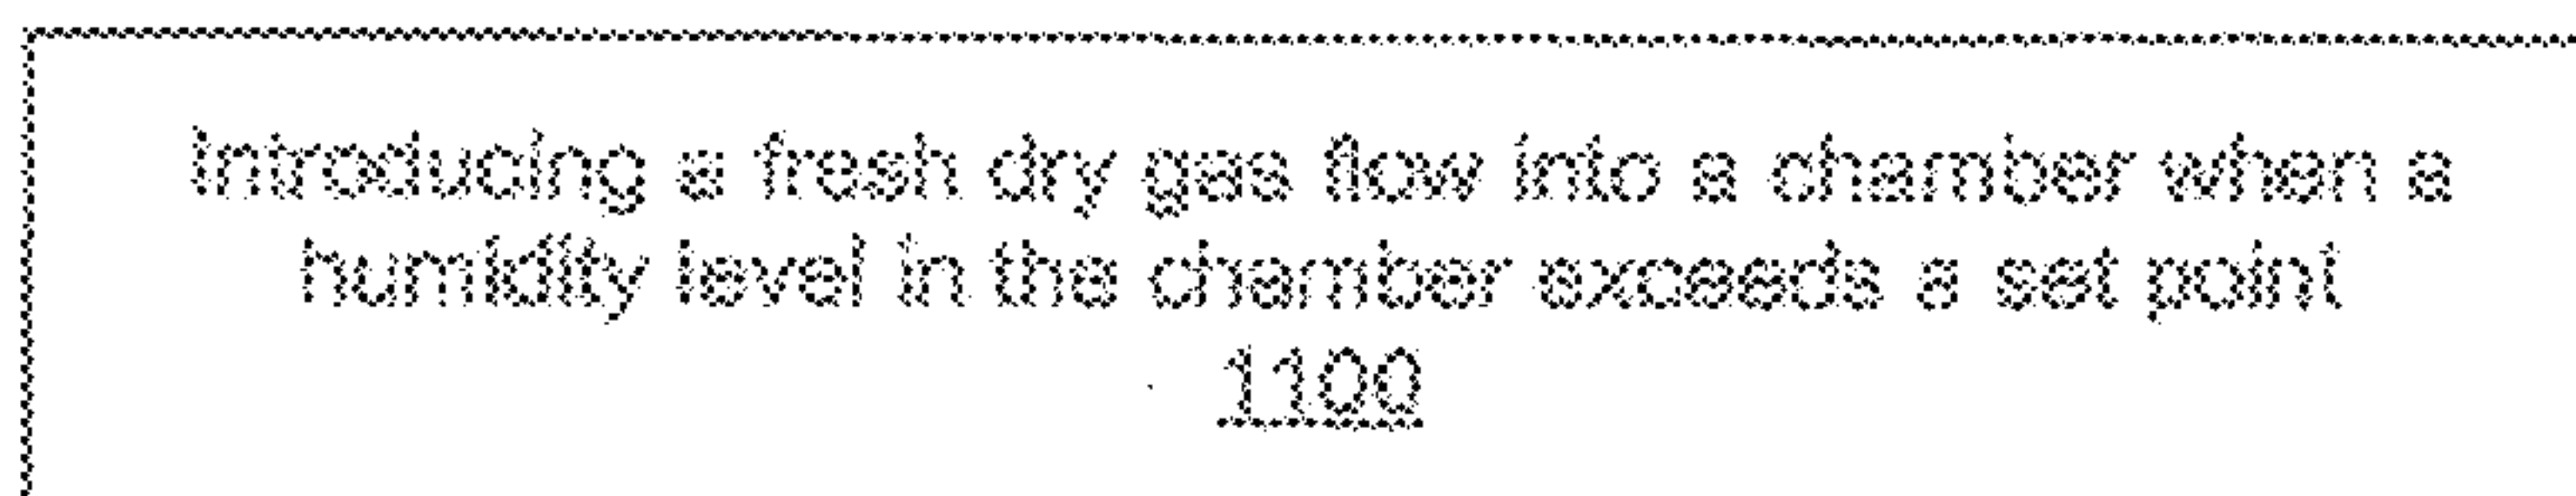 Introducing a fresh dry gas flow into a chamber when a
humidity level in the chamber exceeds a set point
1100